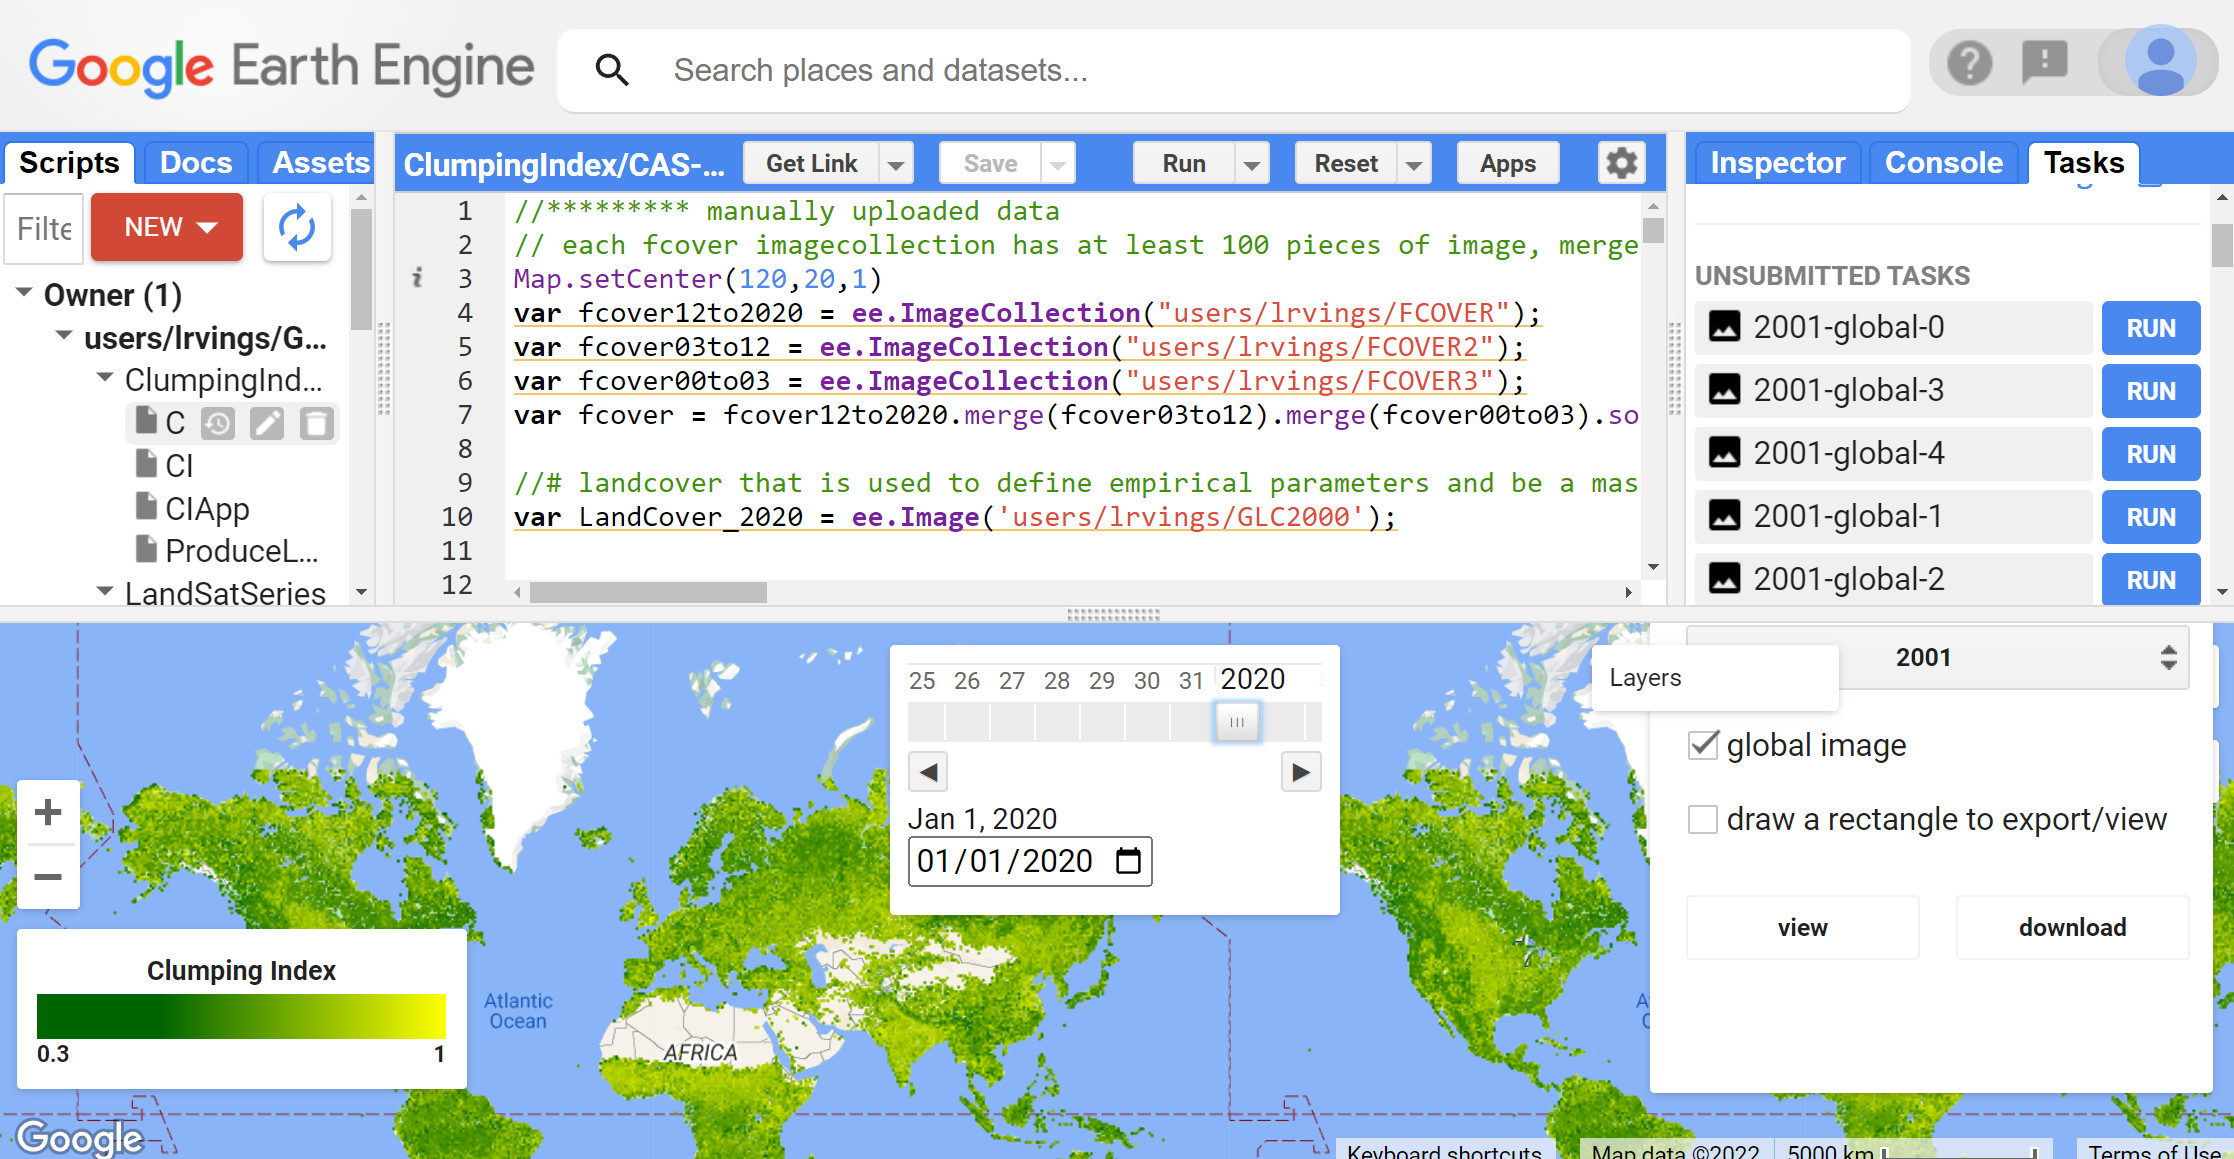 Google Earth Engine
Search places and datasets...
Scripts Docs Assets
Filte
NEW
Owner (1)
users/lrvings/G...
ClumpingInd...
C
CI
CIApp
ProduceL...
LandSatSeries
ClumpingIndex/CAS-...
Get Link
Save
Run
Reset
Apps
1 //********* manually uploaded data
2 // each fcover imagecollection has at least 100 pieces of image, merge
3 Map.setCenter(120,20,1)
4 var fcover12to2020 = ee.ImageCollection("users/lrvings/FCOVER");
5 var fcover03to12 = ee.ImageCollection("users/lrvings/FCOVER2");
6 var fcover00to03 = ee.ImageCollection("users/lrvings/FCOVER3");
7 var fcover = fcover12to2020.merge(fcover03to12).merge(fcover00to03).so
8
9 //# landcover that is used to define empirical parameters and be a mas
10 var LandCover_2020 = ee.Image('users/lrvings/GLC2000');
11
12
Inspector Console Tasks
UNSUBMITTED TASKS
2001-global-0 RUN
2001-global-3 RUN
2001-global-4 RUN
2001-global-1 RUN
2001-global-2 RUN
25 26 27 28 29 30 31 2020
Jan 1, 2020
01/01/2020
Layers
2001
global image
draw a rectangle to export/view
view
download
Clumping Index
0.3 1
Atlantic
Ocean
AFRICA
Google
Keyboard shortcuts
Map data ©2022
5000 km
Terms of Use